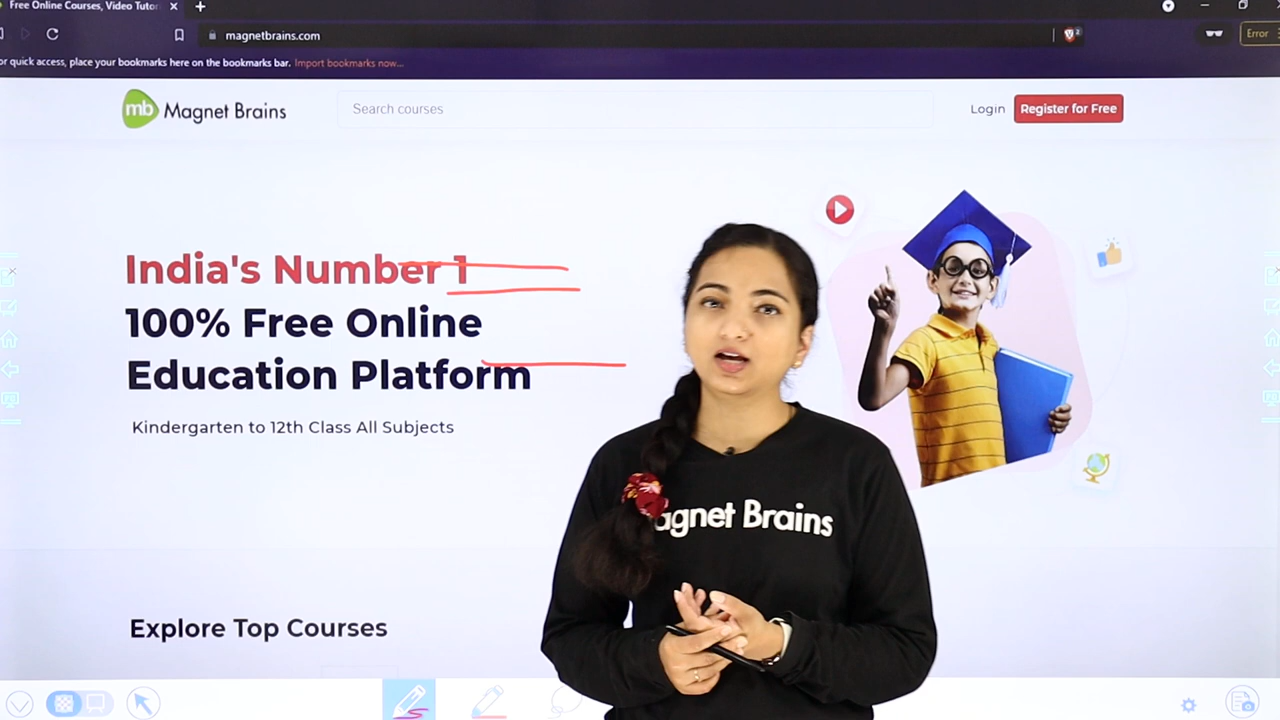 Free Online Courses, Video Tutor
magnetbrains.com
2
Error
or quick access, place your bookmarks here on the bookmarks bar. Import bookmarks now...
mb Magnet Brains
Search courses
Login
Register for Free
India's Number 1
100% Free Online
Education Platform
Kindergarten to 12th Class All Subjects
agnet Brains
Explore Top Courses